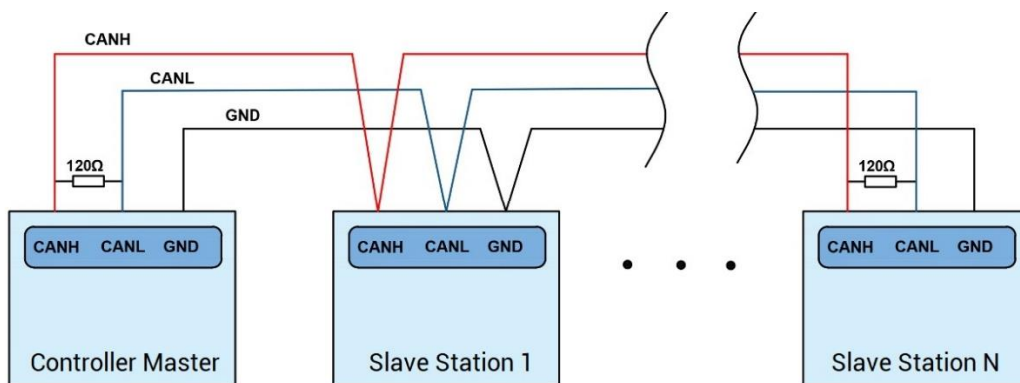 CANH
CANL
GND
120Ω
120Ω
CANH CANL GND
CANH CANL GND
CANH CANL GND
Controller Master
Slave Station 1
Slave Station N